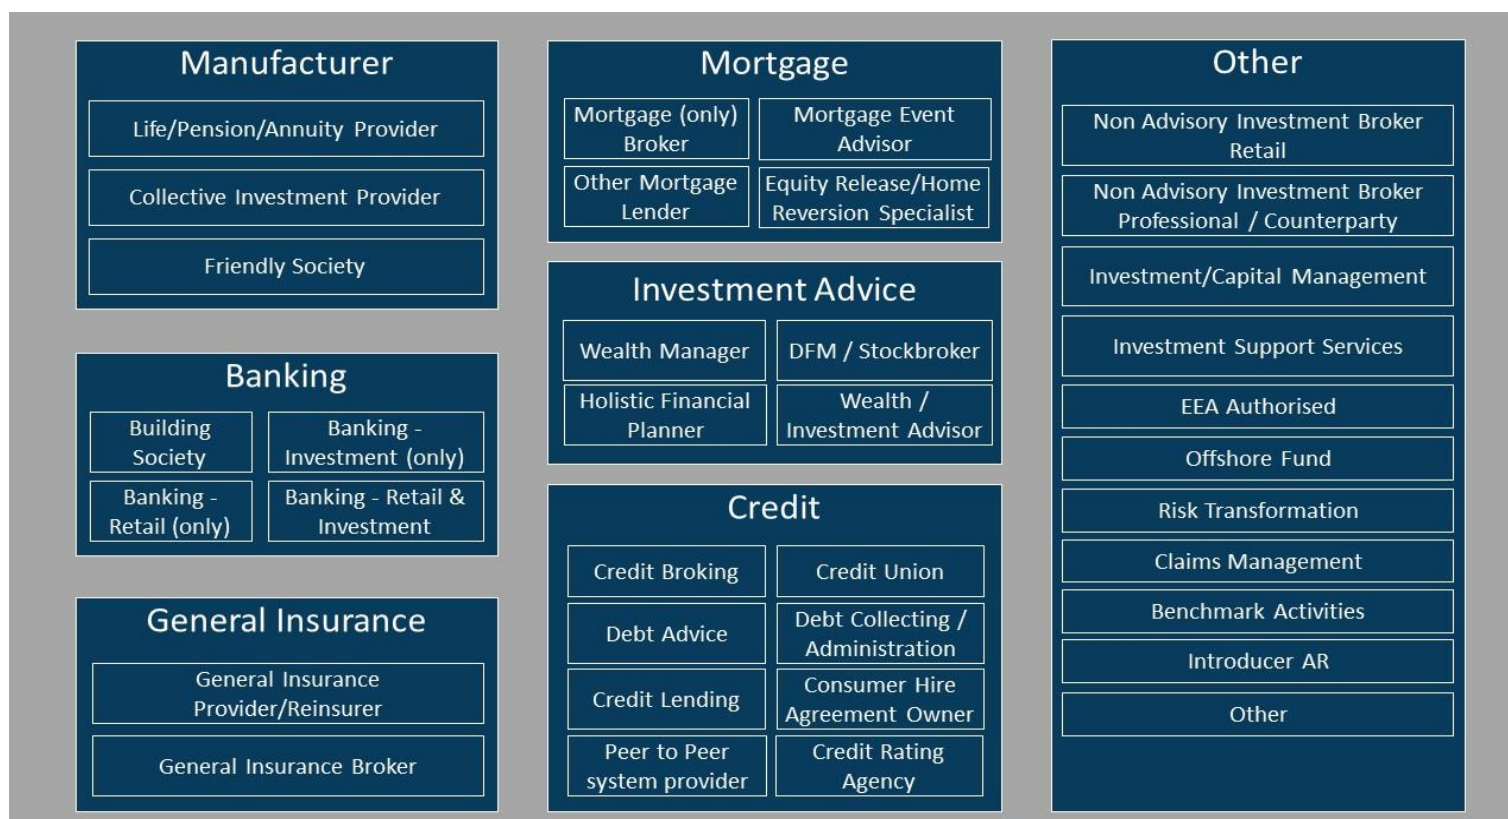 Manufacturer
Life/Pension/Annuity Provider
Collective Investment Provider
Friendly Society
Banking
Building
Society
Banking -
Investment (only)
Banking -
Retail (only)
Banking - Retail &
Investment
General Insurance
General Insurance
Provider/Reinsurer
General Insurance Broker
Mortgage
Mortgage (only)
Broker
Mortgage Event
Advisor
Other Mortgage
Lender
Equity Release/Home
Reversion Specialist
Investment Advice
Wealth Manager
DFM / Stockbroker
Holistic Financial
Planner
Wealth /
Investment Advisor
Credit
Credit Broking
Credit Union
Debt Advice
Debt Collecting /
Administration
Credit Lending
Consumer Hire
Agreement Owner
Peer to Peer
system provider
Credit Rating
Agency
Other
Non Advisory Investment Broker
Retail
Non Advisory Investment Broker
Professional / Counterparty
Investment/Capital Management
Investment Support Services
EEA Authorised
Offshore Fund
Risk Transformation
Claims Management
Benchmark Activities
Introducer AR
Other